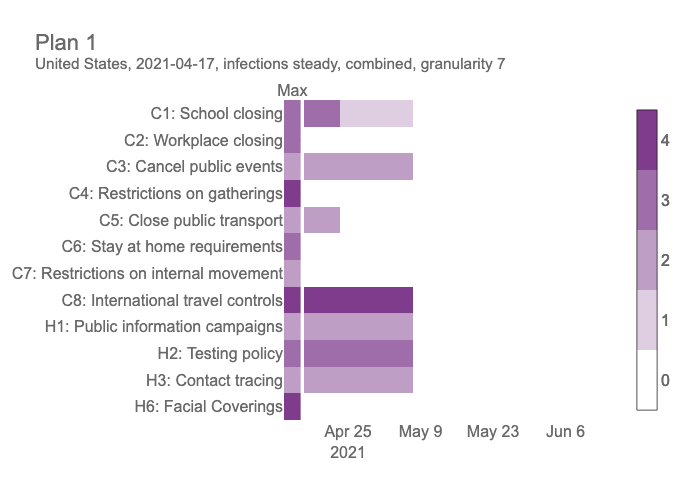 Plan 1
United States, 2021-04-17, infections steady, combined, granularity 7
Max
C1: School closing
C2: Workplace closing
C3: Cancel public events
C4: Restrictions on gatherings
C5: Close public transport
C6: Stay at home requirements
C7: Restrictions on internal movement
C8: International travel controls
H1: Public information campaigns
H2: Testing policy
H3: Contact tracing
H6: Facial Coverings
Apr 25 May 9 May 23 Jun 6
2021
4
3
2
1
0